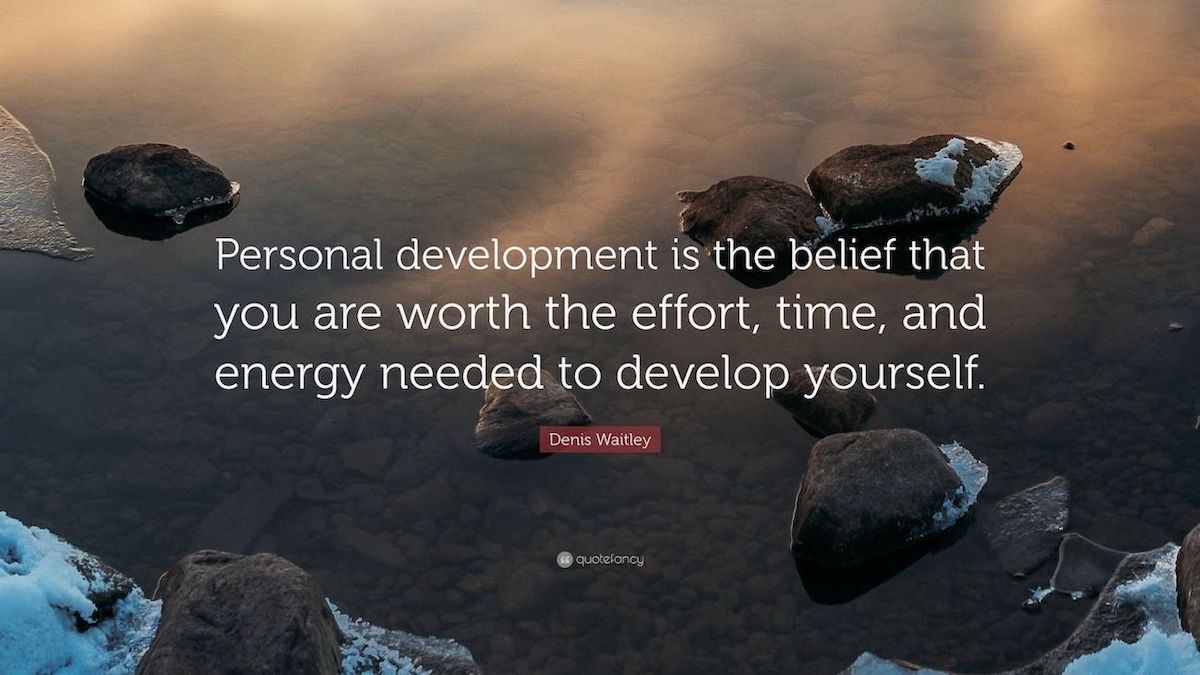 Personal development is the belief that
you are worth the effort, time, and
energy needed to develop yourself.
Denis Waitley
quotefancy